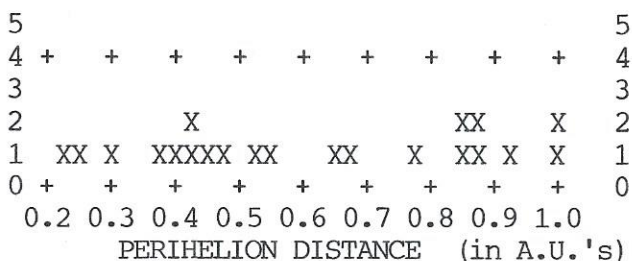 5 5
4 + + + + + + + + + 4
3 3
2 X XX X 2
1 XX X XXXXX XX XX X XX X X 1
0 + + + + + + + + + 0
0.2 0.3 0.4 0.5 0.6 0.7 0.8 0.9 1.0
PERIHELION DISTANCE (in A.U.'s)